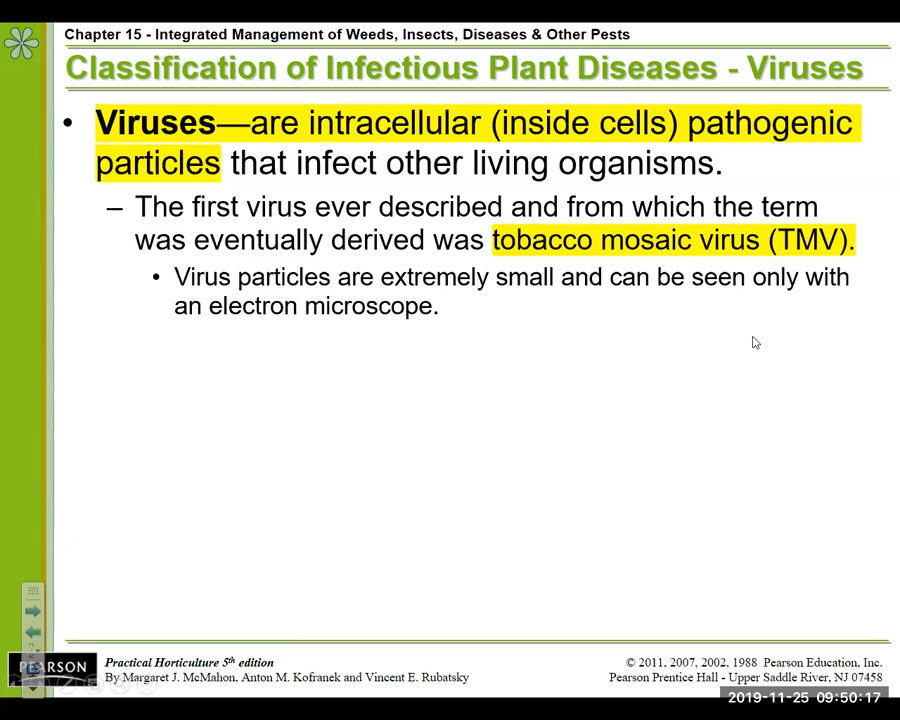 Chapter 15 - Integrated Management of Weeds, Insects, Diseases & Other Pests
Classification of Infectious Plant Diseases - Viruses
• Viruses—are intracellular (inside cells) pathogenic
particles that infect other living organisms.
– The first virus ever described and from which the term
was eventually derived was tobacco mosaic virus (TMV).
• Virus particles are extremely small and can be seen only with
an electron microscope.
PEARSON
Practical Horticulture 5th edition
By Margaret J. McMahon, Anton M. Kofranek and Vincent E. Rubatsky
© 2011, 2007, 2002, 1988 Pearson Education, Inc.
Pearson Prentice Hall - Upper Saddle River, NJ 07458
2019-11-25 09:50:17